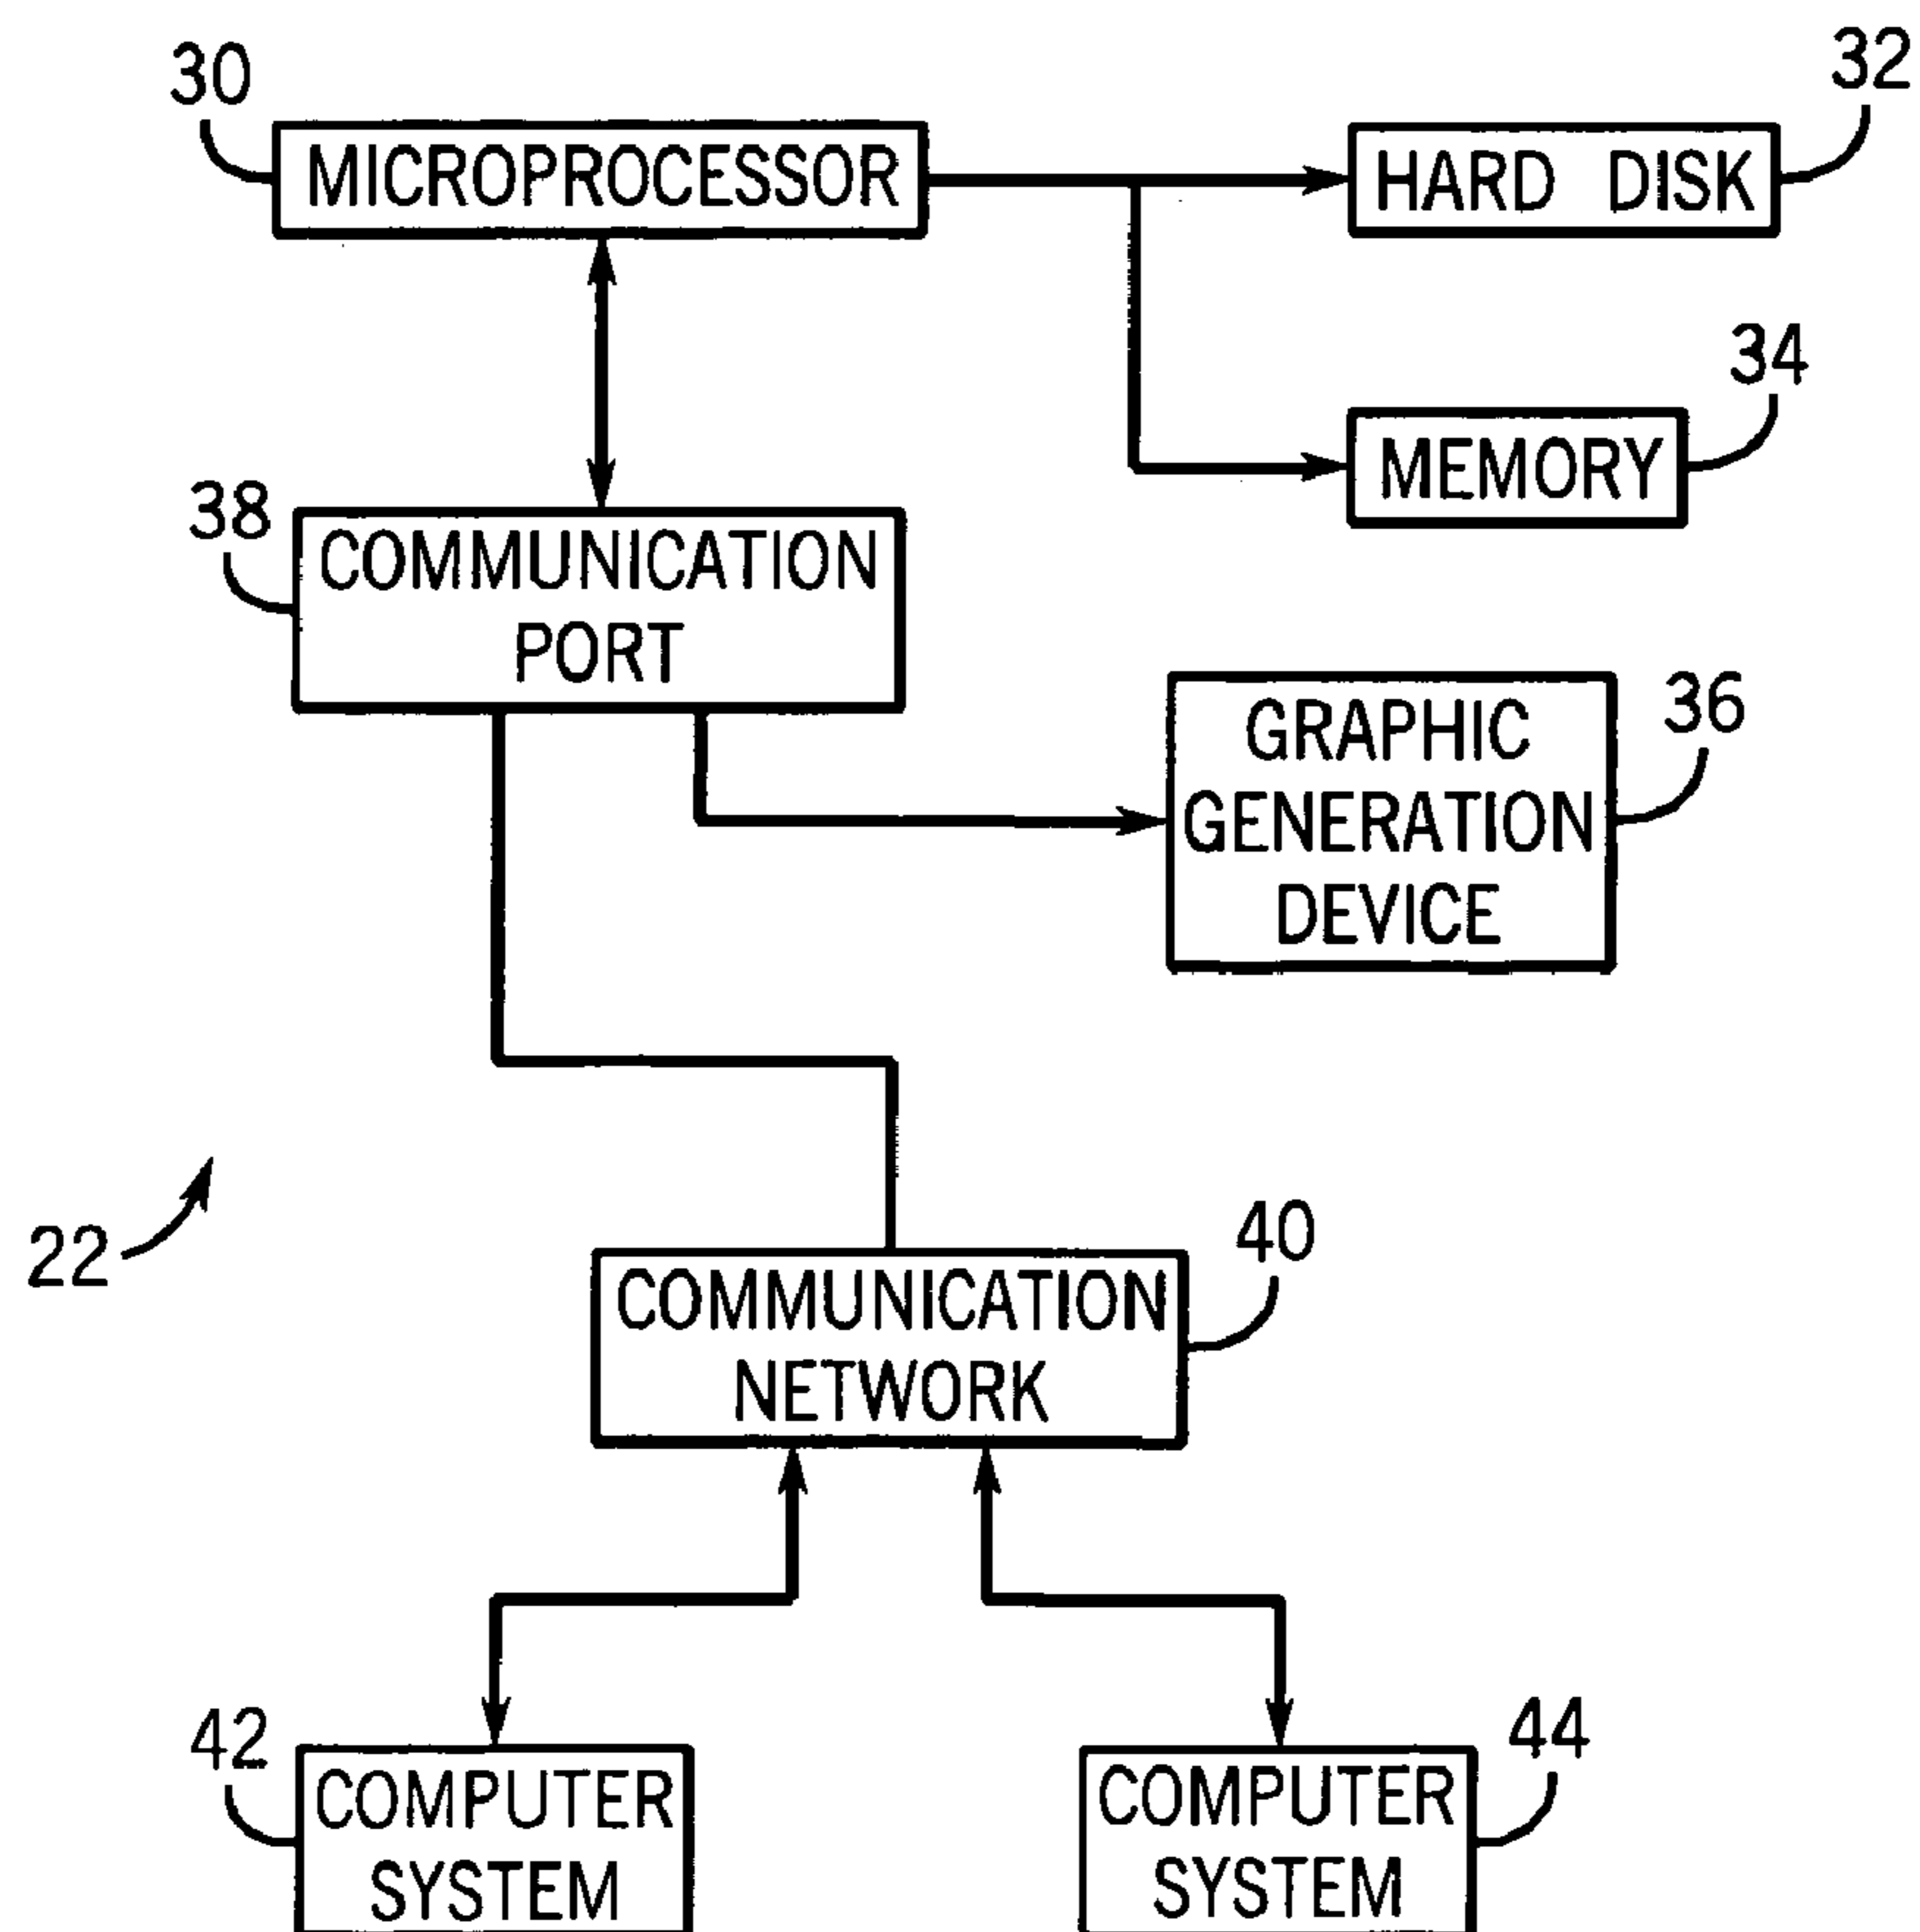 30
32
MICROPROCESSOR
HARD DISK
34
MEMORY
38
COMMUNICATION
PORT
36
GRAPHIC
GENERATION
DEVICE
22
40
COMMUNICATION
NETWORK
42
COMPUTER
SYSTEM
44
COMPUTER
SYSTEM